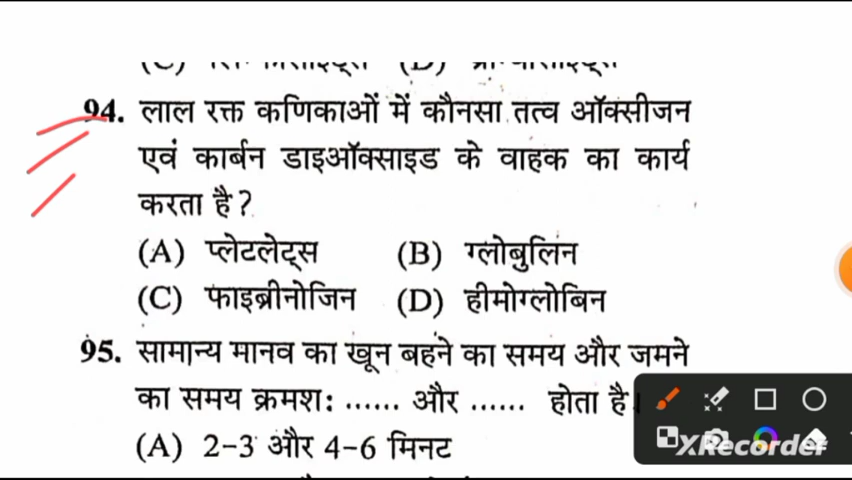 (C) (D)
94. लाल रक्त कणिकाओं में कौनसा तत्व ऑक्सीजन
एवं कार्बन डाइऑक्साइड के वाहक का कार्य
करता है?
(A) प्लेटलेट्स (B) ग्लोबुलिन
(C) फाइब्रीनोजिन (D) हीमोग्लोबिन
95. सामान्य मानव का खून बहने का समय और जमने
का समय क्रमश: ...... और ...... होता है।
(A) 2-3 और 4-6 मिनट
XRecorder